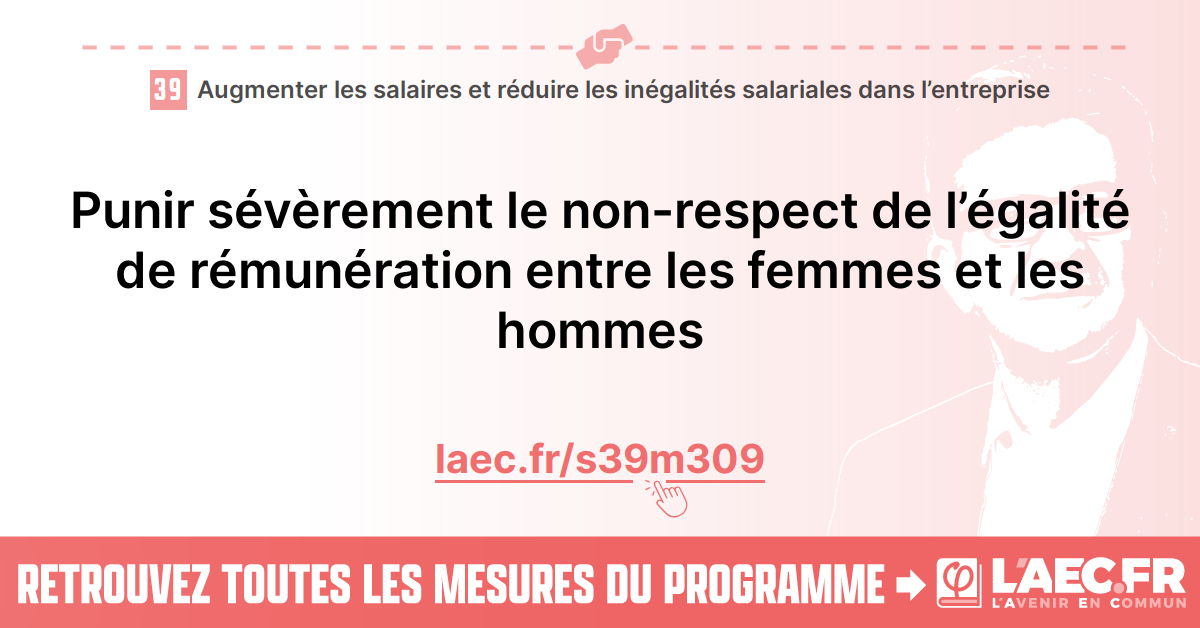 39 Augmenter les salaires et réduire les inégalités salariales dans l’entreprise
Punir sévèrement le non-respect de l’égalité
de rémunération entre les femmes et les
hommes
laec.fr/s39m309
RETROUVEZ TOUTES LES MESURES DU PROGRAMME
L’AEC.FR
L’AVENIR EN COMMUN